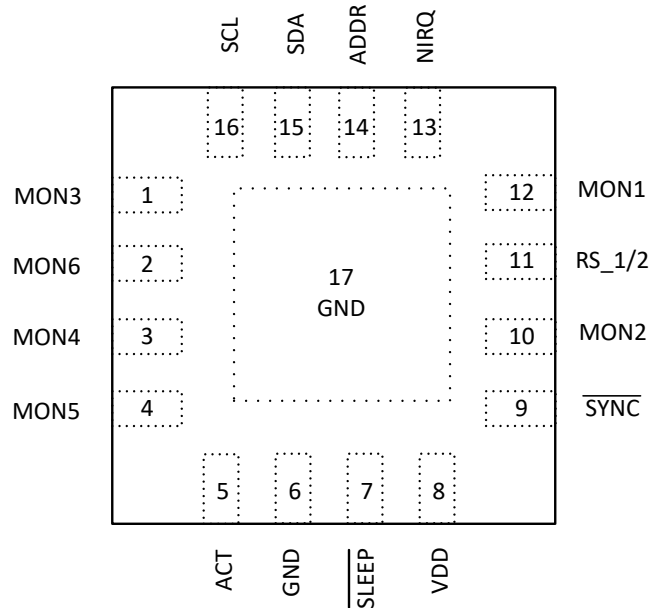 SCL SDA ADDR NIRQ
16 15 14 13
MON3 1 12 MON1
MON6 2 11 RS_1/2
17
GND
MON4 3 10 MON2
MON5 4 9 SYNC
5 6 7 8
ACT GND SLEEP VDD